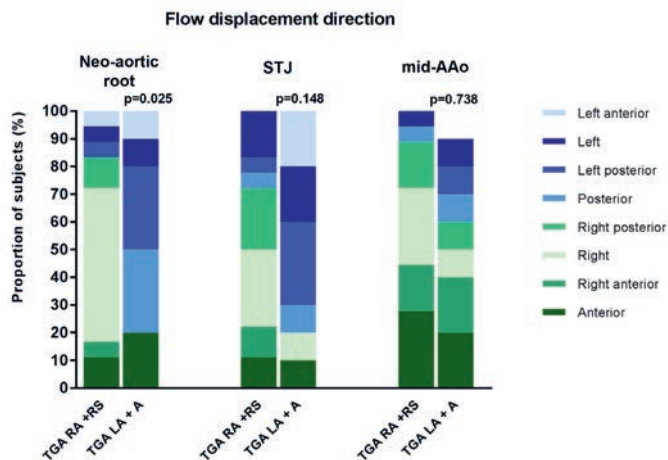 Flow displacement direction
Neo-aortic
root
STJ
mid-AAo
p=0.025
p=0.148
p=0.738
Proportion of subjects (%)
100
90
80
70
60
50
40
30
20
10
0
TGA RA +RS
TGA LA + A
TGA RA +RS
TGA LA + A
TGA RA +RS
TGA LA + A
Left anterior
Left
Left posterior
Posterior
Right posterior
Right
Right anterior
Anterior